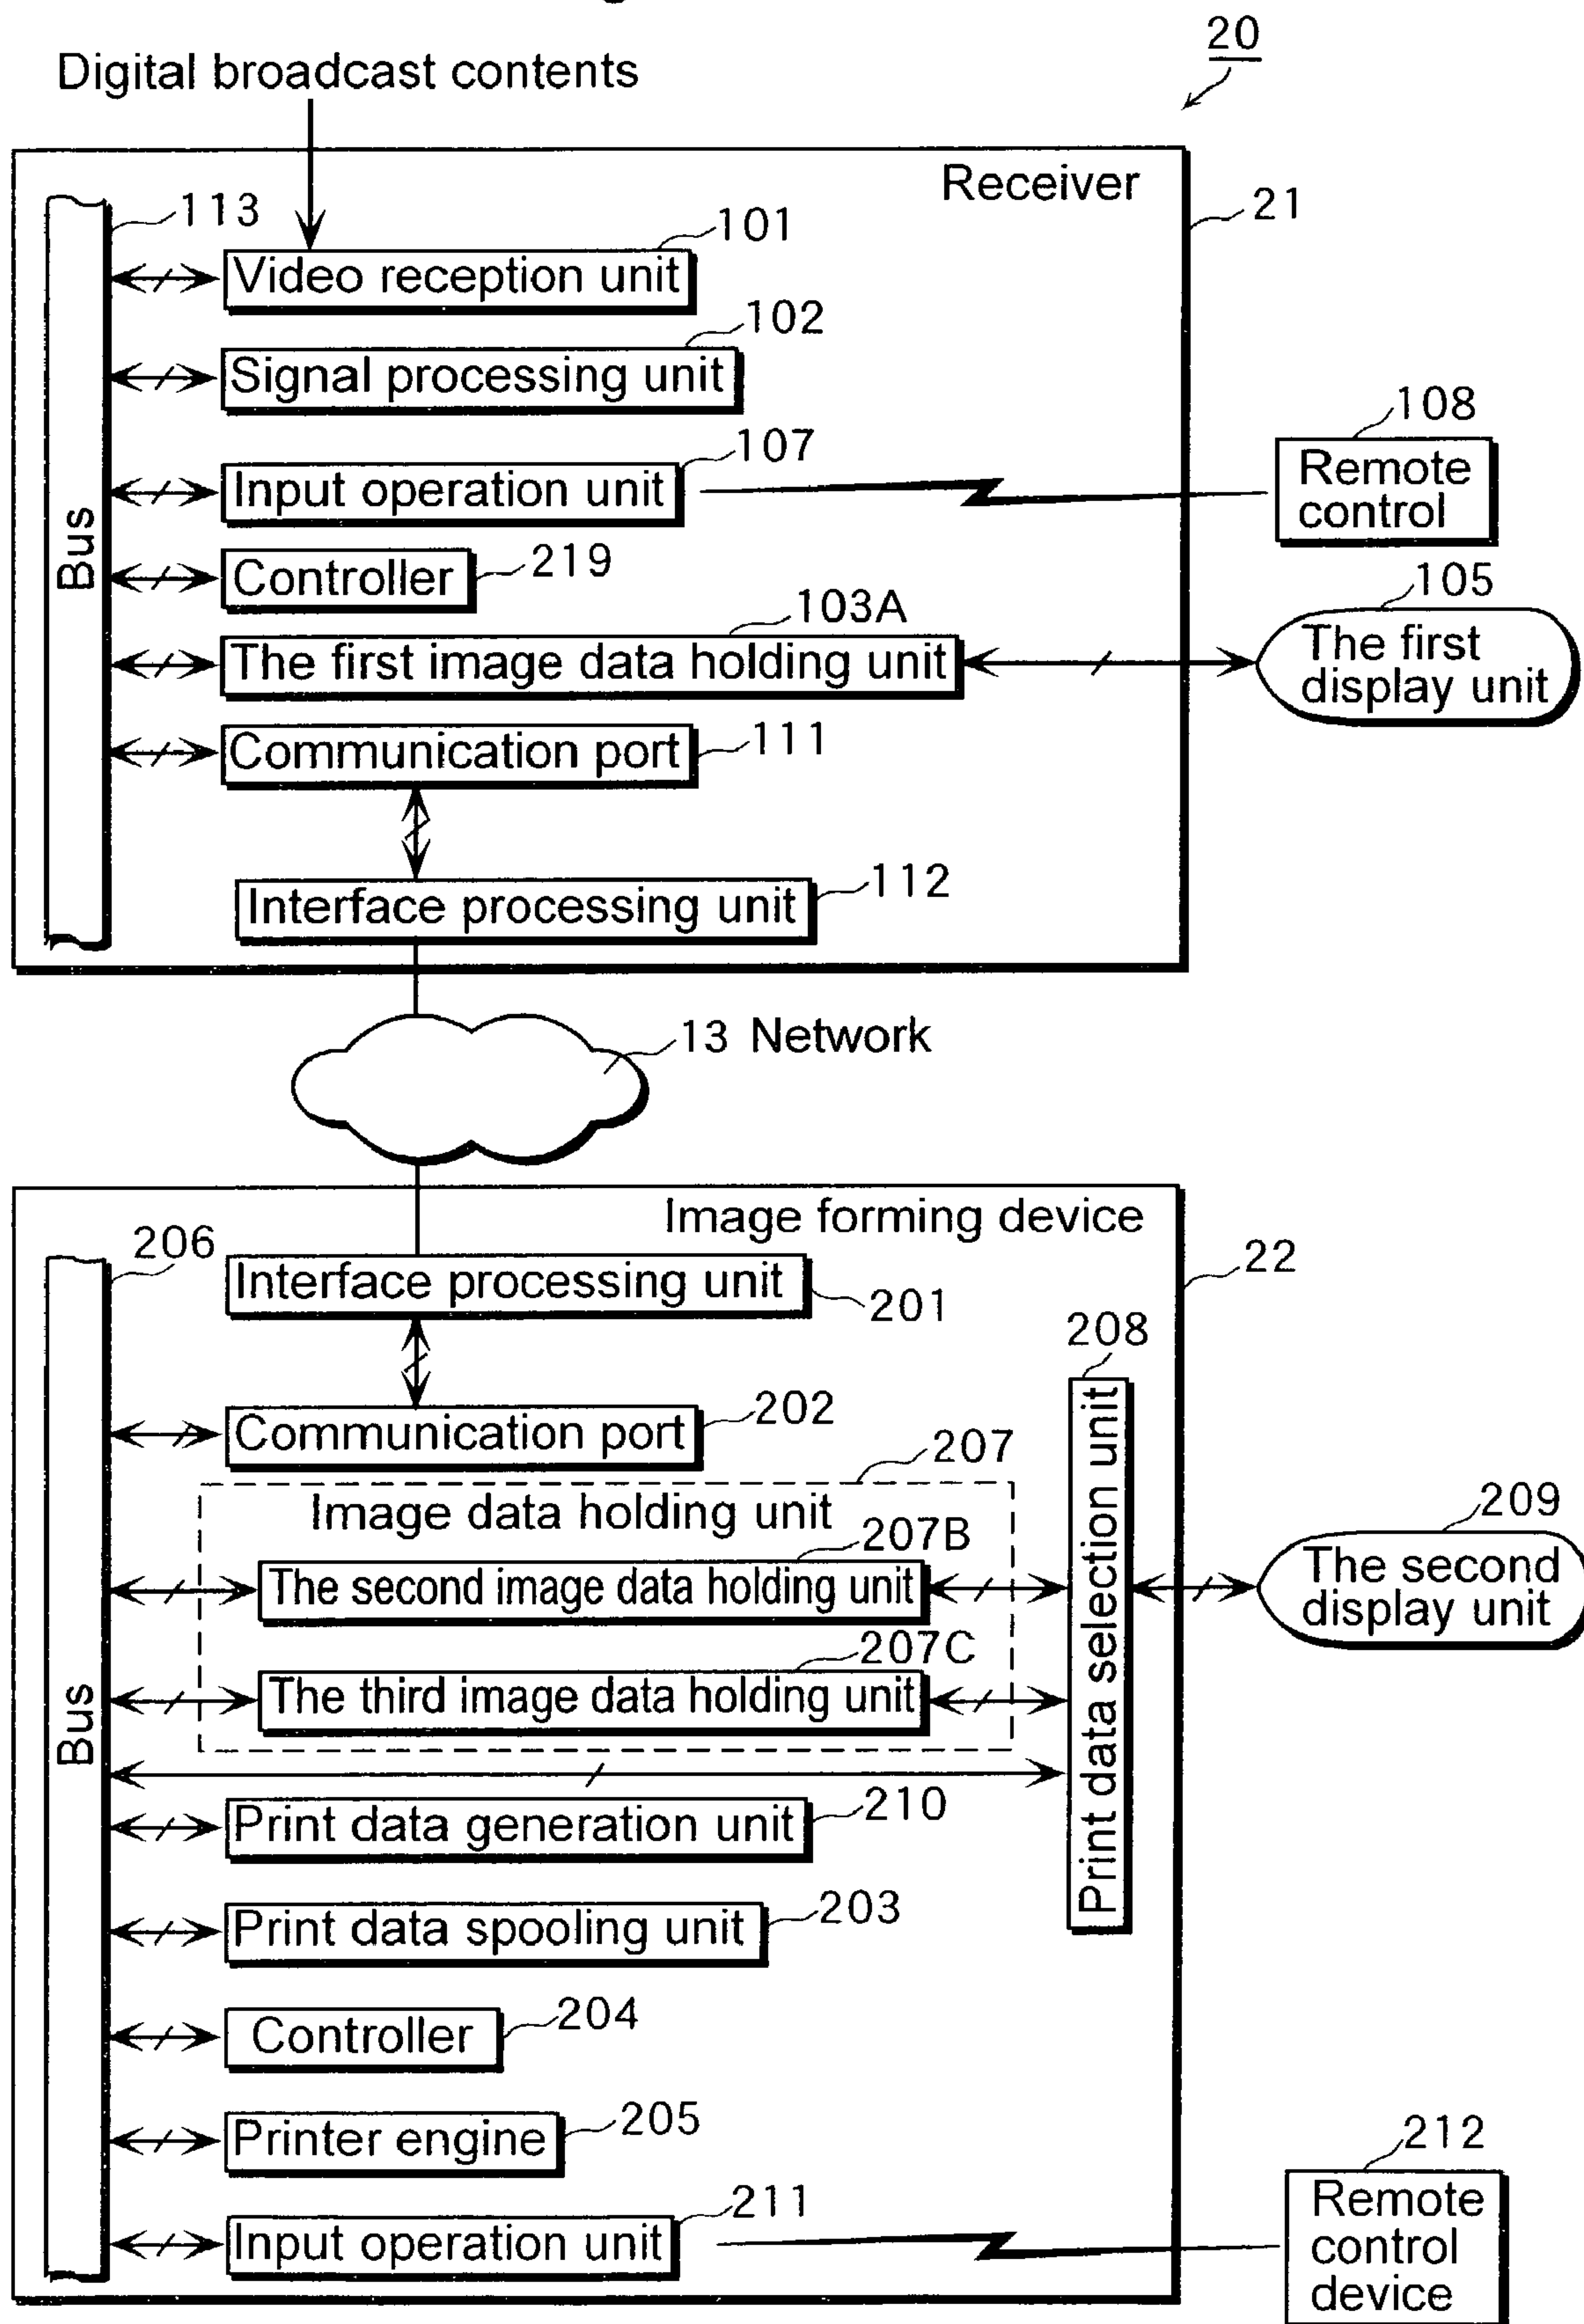 20
Digital broadcast contents
Receiver
21
113
101
Video reception unit
102
Signal processing unit
108
107
Remote
control
Input operation unit
Bus
219
Controller
105
103A
The first
display unit
The first image data holding unit
111
Communication port
112
Interface processing unit
13 Network
Image forming device
206
22
Interface processing unit
201
208
202
Communication port
Print data selection unit
207
Image data holding unit
209
207B
The second
display unit
The second image data holding unit
207C
The third image data holding unit
Bus
210
Print data generation unit
203
Print data spooling unit
204
Controller
205
Printer engine
212
211
Remote
control
device
Input operation unit